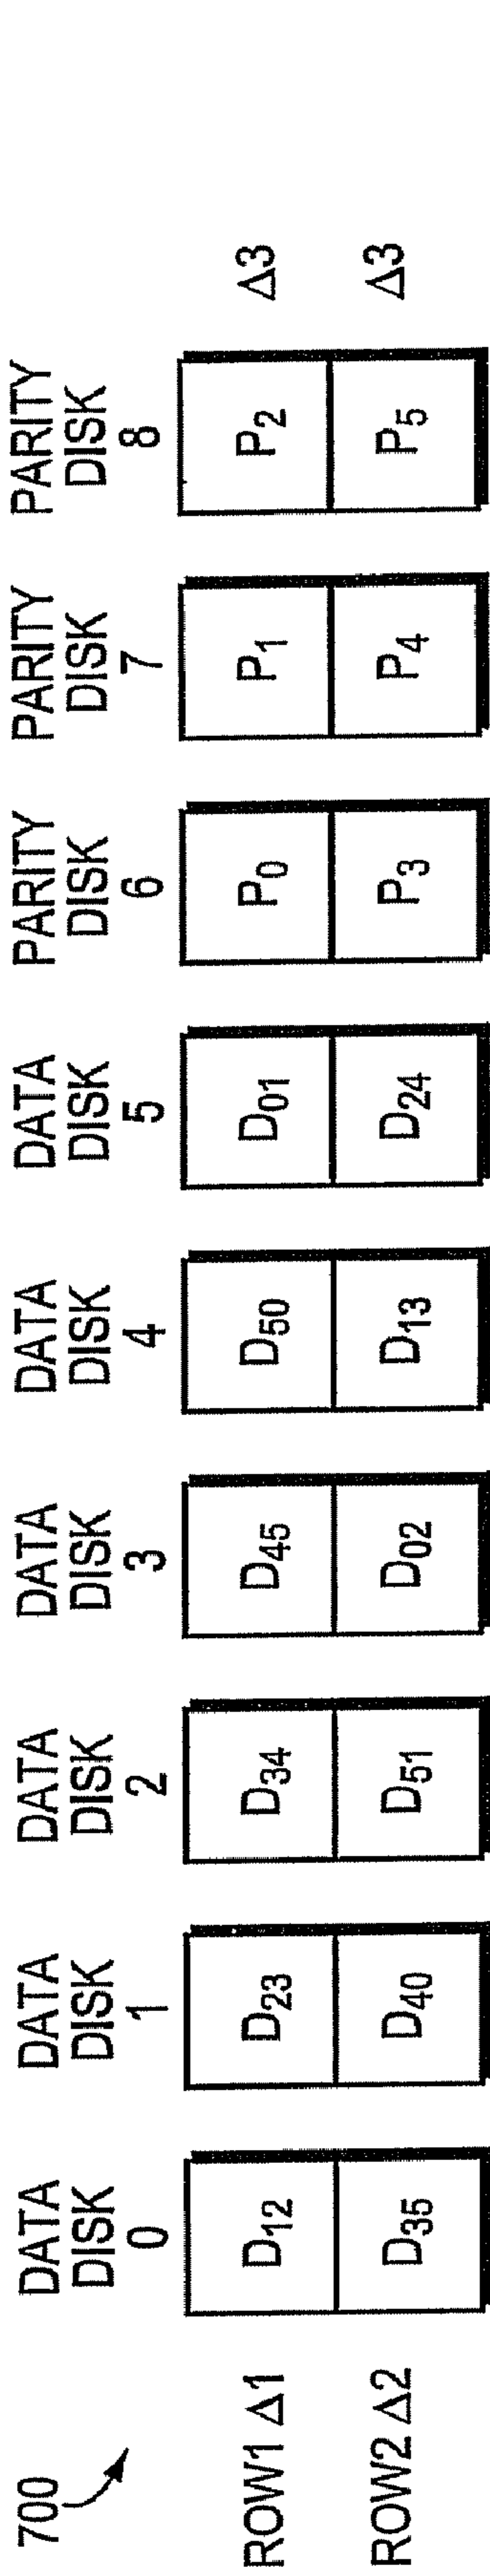 700
DATA DISK 0 DATA DISK 1 DATA DISK 2 DATA DISK 3 DATA DISK 4 DATA DISK 5 PARITY DISK 6 PARITY DISK 7 PARITY DISK 8
ROW1 Δ1 D12 D23 D34 D45 D50 D01 P0 P1 P2 Δ3
ROW2 Δ2 D35 D40 D51 D02 D13 D24 P3 P4 P5 Δ3